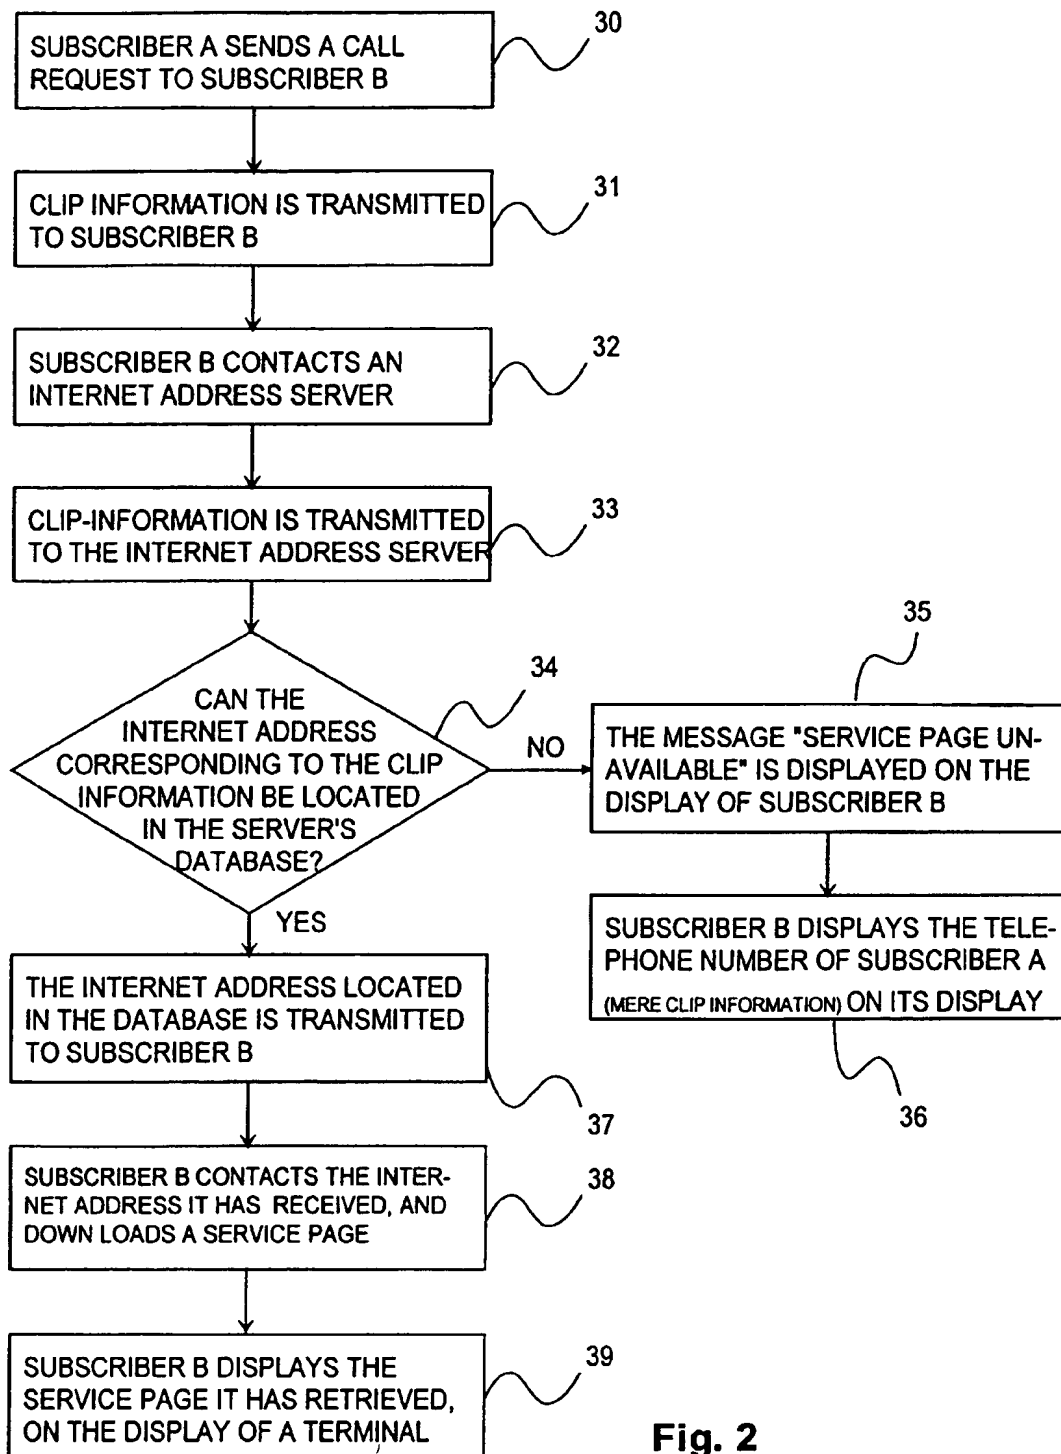 30
SUBSCRIBER A SENDS A CALL
REQUEST TO SUBSCRIBER B
31
CLIP INFORMATION IS TRANSMITTED
TO SUBSCRIBER B
32
SUBSCRIBER B CONTACTS AN
INTERNET ADDRESS SERVER
33
CLIP-INFORMATION IS TRANSMITTED
TO THE INTERNET ADDRESS SERVER
34
CAN THE
INTERNET ADDRESS
CORRESPONDING TO THE CLIP
INFORMATION BE LOCATED
IN THE SERVER'S
DATABASE?
NO
35
THE MESSAGE "SERVICE PAGE UN-
AVAILABLE" IS DISPLAYED ON THE
DISPLAY OF SUBSCRIBER B
SUBSCRIBER B DISPLAYS THE TELE-
PHONE NUMBER OF SUBSCRIBER A
(MERE CLIP INFORMATION) ON ITS DISPLAY
36
YES
THE INTERNET ADDRESS LOCATED
IN THE DATABASE IS TRANSMITTED
TO SUBSCRIBER B
37
SUBSCRIBER B CONTACTS THE INTER-
NET ADDRESS IT HAS RECEIVED, AND
DOWN LOADS A SERVICE PAGE
38
SUBSCRIBER B DISPLAYS THE
SERVICE PAGE IT HAS RETRIEVED,
ON THE DISPLAY OF A TERMINAL
39
Fig. 2